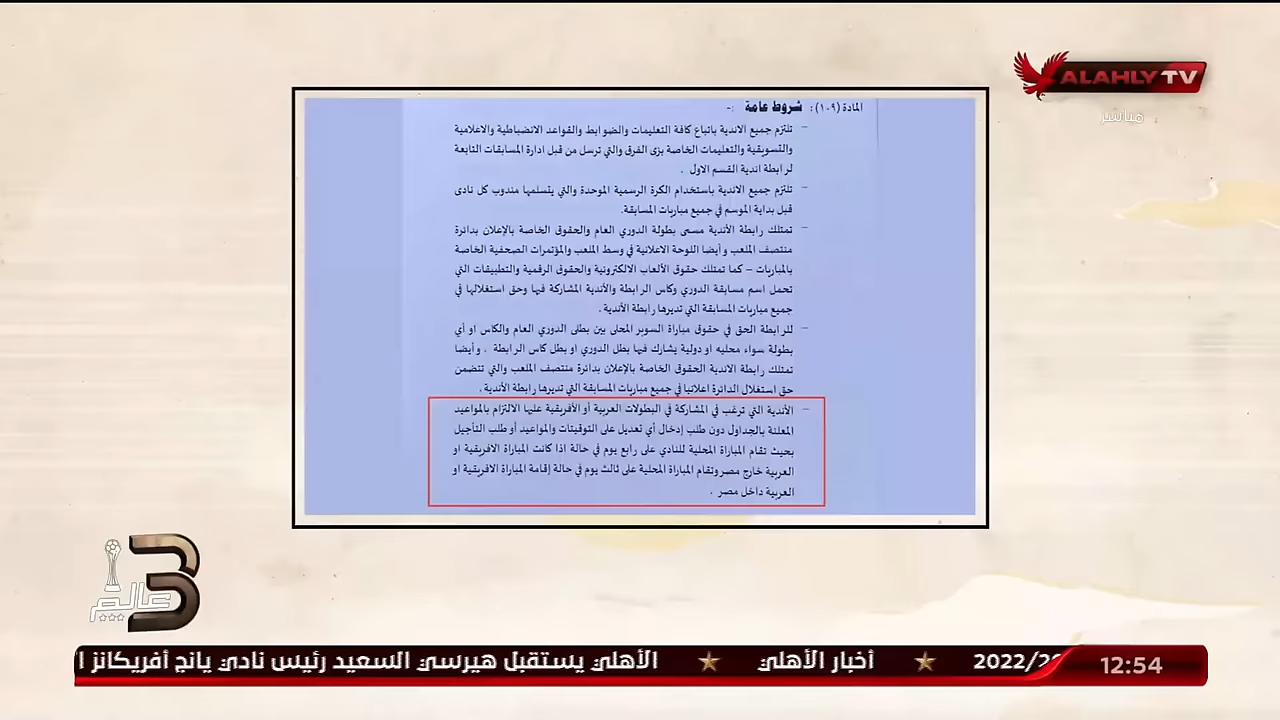 ALAHLY TV
مباشر
المادة (١٠٩): شروط عامة :-
– تلتزم جميع الاندية باتباع كافة التعليمات والضوابط والقواعد الانضباطية والاعلامية
والتسويقية والتعليمات الخاصة بزى الفرق والتي ترسل من قبل ادارة المسابقات التابعة
لرابطة اندية القسم الاول .
– تلتزم جميع الاندية باستخدام الكرة الرسمية الموحدة والتي يتسلمها مندوب كل نادى
قبل بداية الموسم في جميع مباريات المسابقة.
– تمتلك رابطة الأندية مسمى بطولة الدوري العام والحقوق الخاصة بالإعلان بدائرة
منتصف الملعب وأيضا اللوحة الاعلانية في وسط الملعب والمؤتمرات الصحفية الخاصة
بالمباريات – كما تمتلك حقوق الألعاب الالكترونية والحقوق الرقمية والتطبيقات التي
تحمل اسم مسابقة الدوري وكاس الرابطة والأندية المشاركة فيها وحق استغلالها في
جميع مباريات المسابقة التي تديرها رابطة الأندية.
– للرابطة الحق في حقوق مباراة السوبر المحلى بين بطلى الدوري العام والكاس او أي
بطولة سواء محليه او دولية يشارك فيها بطل الدوري او بطل كاس الرابطة . وأيضا
تمتلك رابطة الاندية الحقوق الخاصة بالإعلان بدائرة منتصف الملعب والتي تتضمن
حق استغلال الدائرة اعلانيا في جميع مباريات المسابقة التي تديرها رابطة الأندية.
– الأندية التي ترغب في المشاركة في البطولات العربية أو الأفريقية عليها الالتزام بالمواعيد
المعلنة بالجداول دون طلب إدخال أي تعديل على التوقيتات والمواعيد أو طلب التأجيل
بحيث تقام المباراة المحلية للنادي على رابع يوم في حالة اذا كانت المباراة الافريقية او
العربية خارج مصر وتقام المباراة المحلية على ثالث يوم في حالة إقامة المباراة الافريقية او
العربية داخل مصر .
3 عالم
2022/2 ★ أخبار الأهلي ★ الأهلي يستقبل هيرسي السعيد رئيس نادي يانج أفريكانز ا
12:54